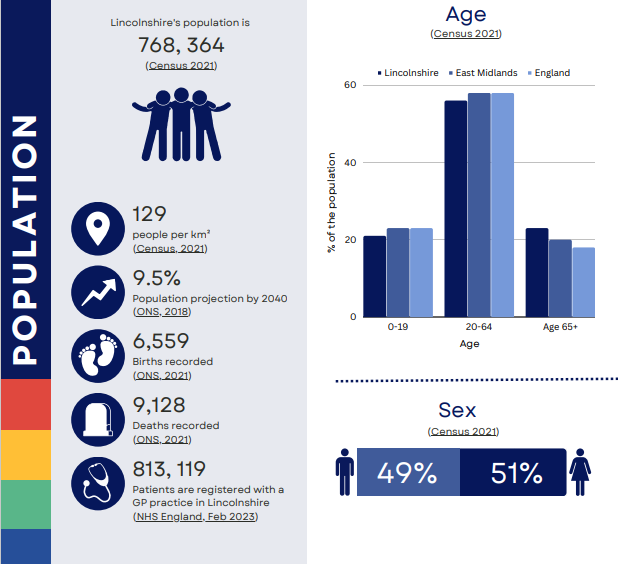 POPULATION
Lincolnshire's population is
768, 364
(Census 2021)
129
people per km²
(Census, 2021)
9.5%
Population projection by 2040
(ONS, 2018)
6,559
Births recorded
(ONS, 2021)
9,128
Deaths recorded
(ONS, 2021)
813, 119
Patients are registered with a
GP practice in Lincolnshire
(NHS England, Feb 2023)
Age
(Census 2021)
Lincolnshire East Midlands England
% of the population
60
40
20
0
0-19 20-64 Age 65+
Age
Sex
(Census 2021)
49% 51%